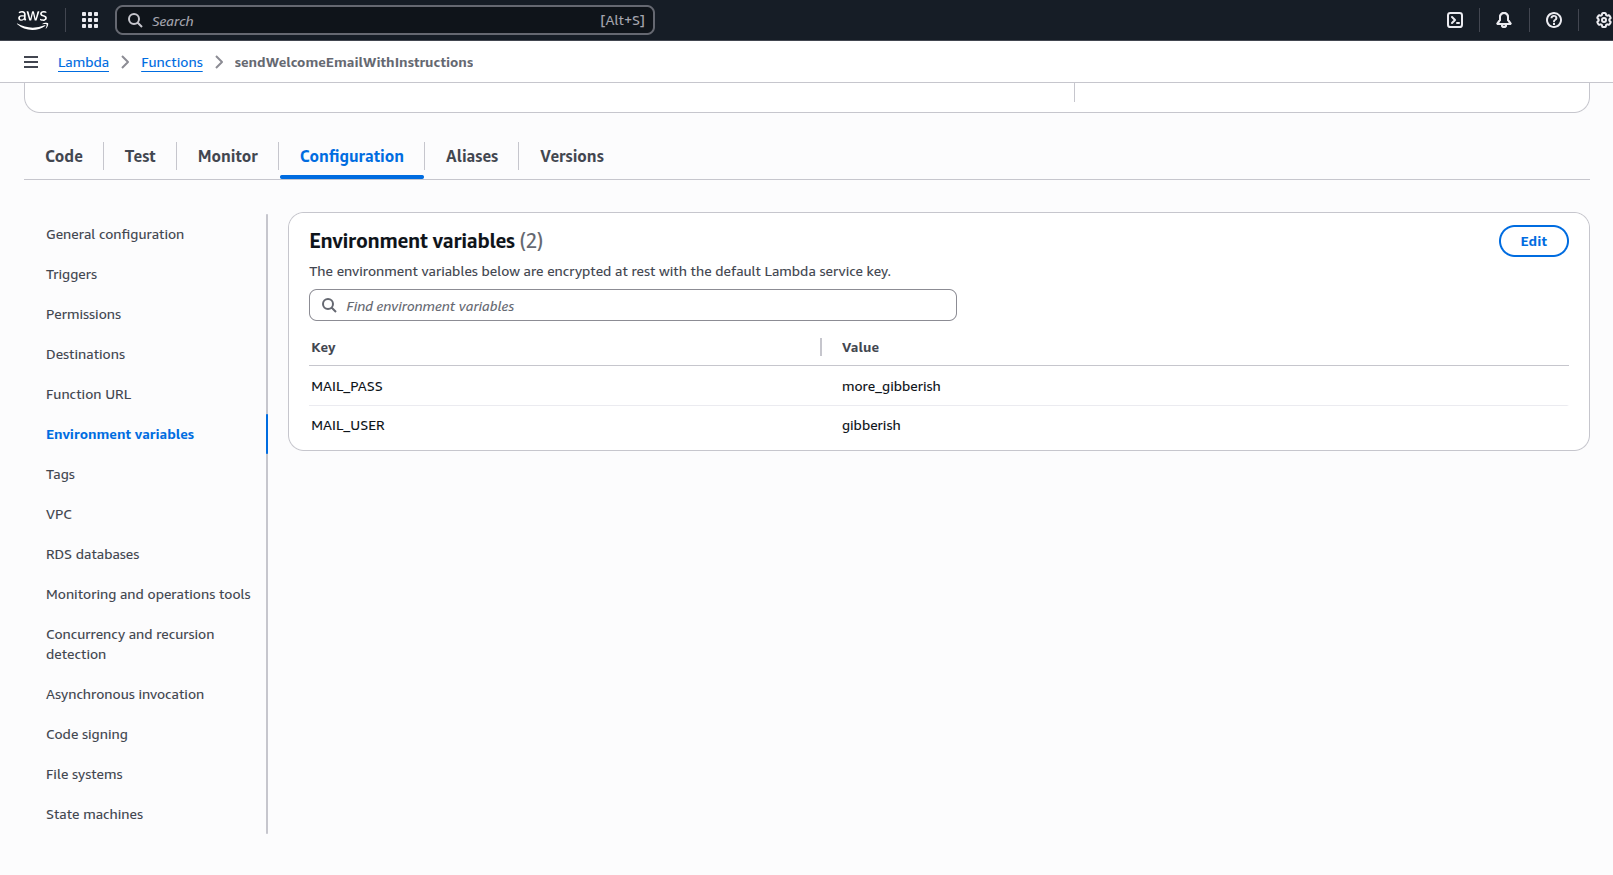 aws
Search [Alt+S]
Lambda > Functions > sendWelcomeEmailWithInstructions
Code
Test
Monitor
Configuration
Aliases
Versions
General configuration
Triggers
Permissions
Destinations
Function URL
Environment variables
Tags
VPC
RDS databases
Monitoring and operations tools
Concurrency and recursion
detection
Asynchronous invocation
Code signing
File systems
State machines
Environment variables (2)
Edit
The environment variables below are encrypted at rest with the default Lambda service key.
Find environment variables
Key Value
MAIL_PASS more_gibberish
MAIL_USER gibberish